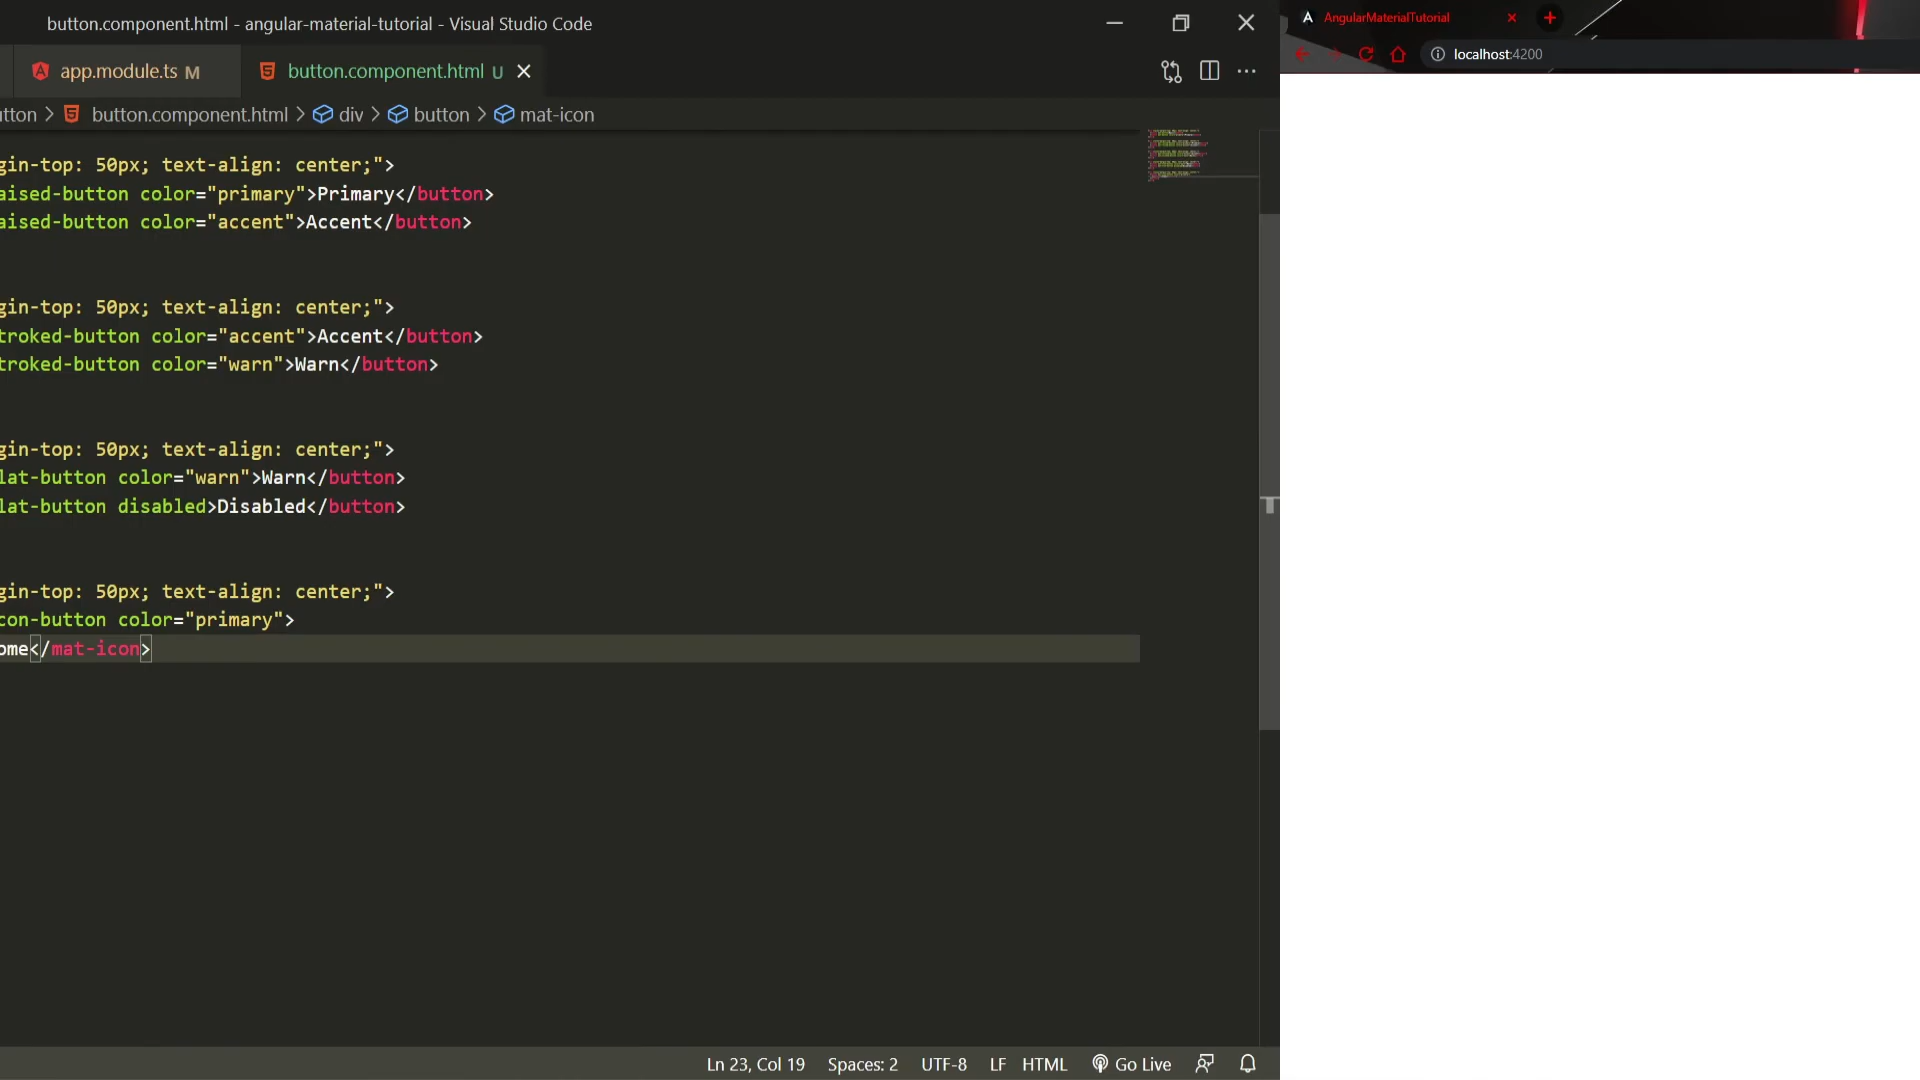 button.component.html - angular-material-tutorial - Visual Studio Code
app.module.ts M
button.component.html U
tton > button.component.html > div > button > mat-icon
gin-top: 50px; text-align: center;">
aised-button color="primary">Primary</button>
aised-button color="accent">Accent</button>
gin-top: 50px; text-align: center;">
troked-button color="accent">Accent</button>
troked-button color="warn">Warn</button>
gin-top: 50px; text-align: center;">
lat-button color="warn">Warn</button>
lat-button disabled>Disabled</button>
gin-top: 50px; text-align: center;">
con-button color="primary">
ome</mat-icon>
Ln 23, Col 19 Spaces: 2 UTF-8 LF HTML Go Live
AngularMaterialTutorial
localhost:4200